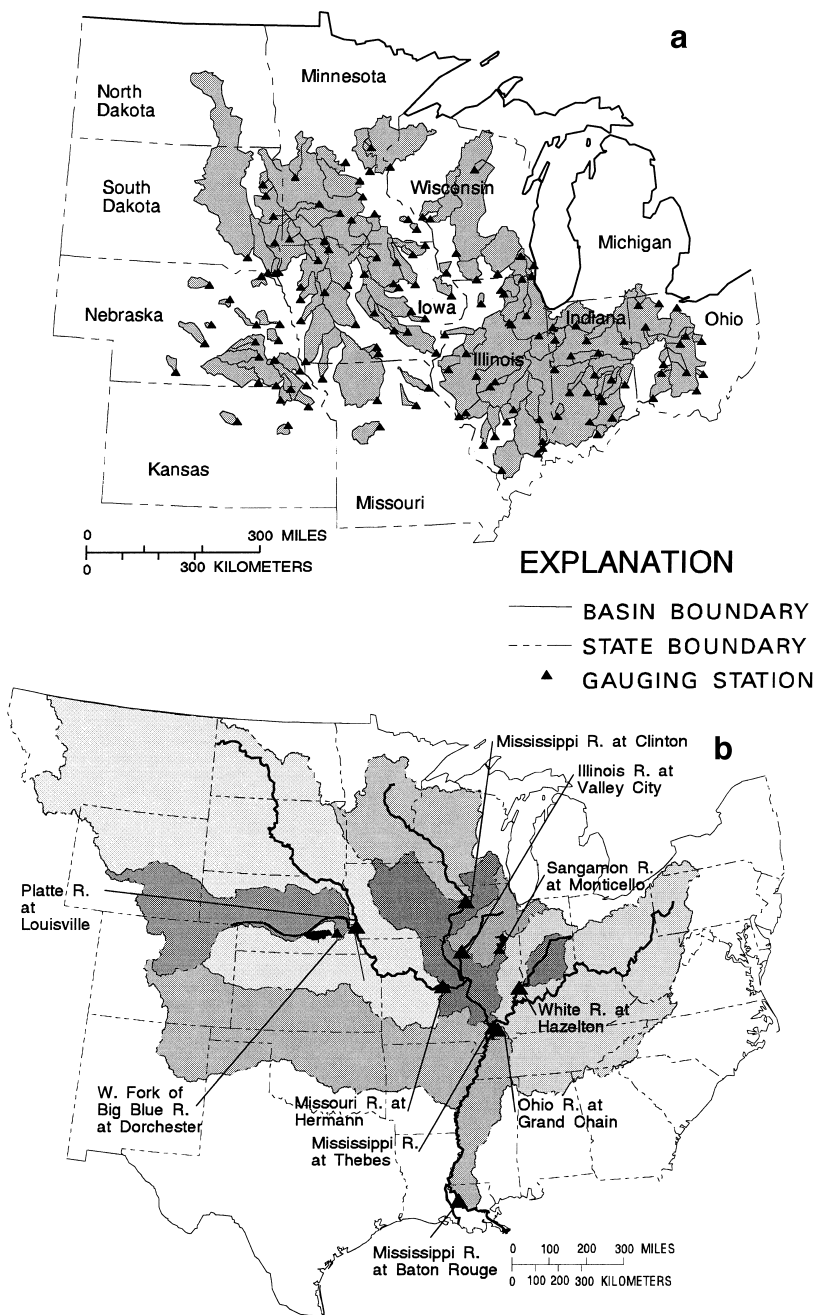 a
Minnesota
North
Dakota
South
Dakota
Wisconsin
Michigan
Nebraska
Iowa
Indiana
Ohio
Illinois
Kansas
Missouri
0 300 MILES
0 300 KILOMETERS
EXPLANATION
BASIN BOUNDARY
STATE BOUNDARY
GAUGING STATION
b
Mississippi R. at Clinton
Illinois R. at
Valley City
Sangamon R.
at Monticello
Platte R.
at
Louisville
White R. at
Hazelton
W. Fork of
Big Blue R.
at Dorchester
Missouri R. at
Hermann
Ohio R. at
Grand Chain
Mississippi R.
at Thebes
Mississippi R.
at Baton Rouge
0 100 200 300 MILES
0 100 200 300 KILOMETERS